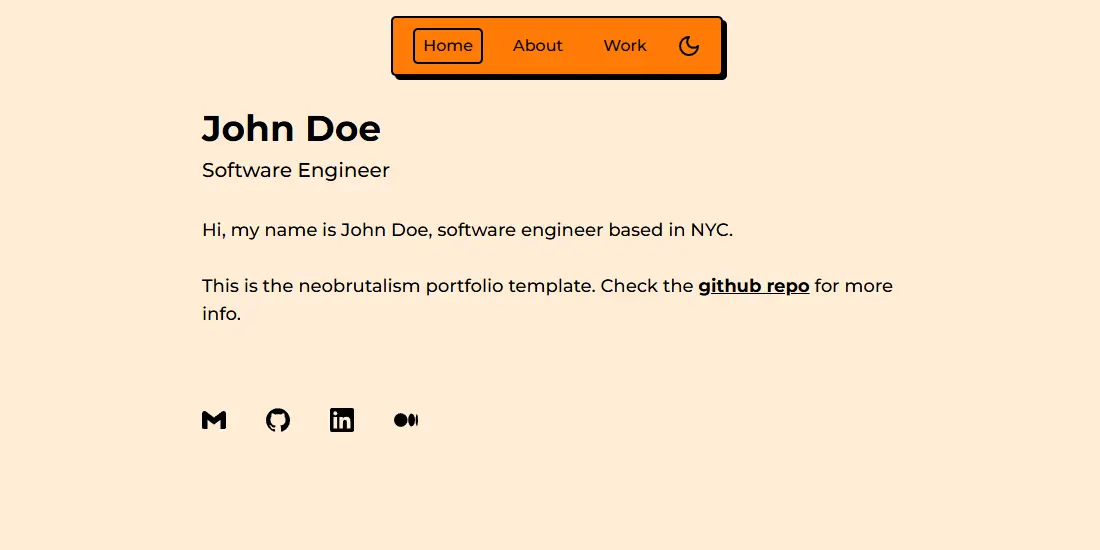 Home About Work
John Doe
Software Engineer
Hi, my name is John Doe, software engineer based in NYC.
This is the neobrutalism portfolio template. Check the github repo for more
info.